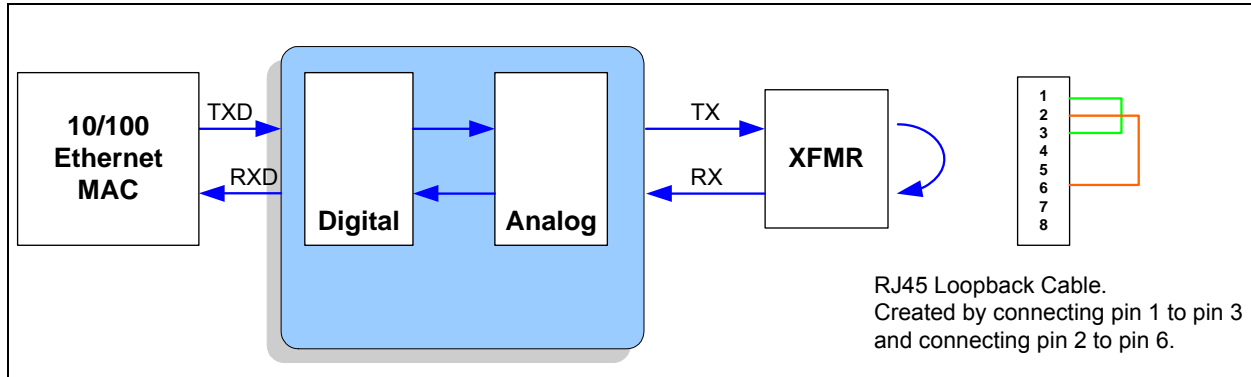 10/100
Ethernet
MAC
TXD
RXD
Digital
Analog
TX
RX
XFMR
1
2
3
4
5
6
7
8
RJ45 Loopback Cable.
Created by connecting pin 1 to pin 3
and connecting pin 2 to pin 6.